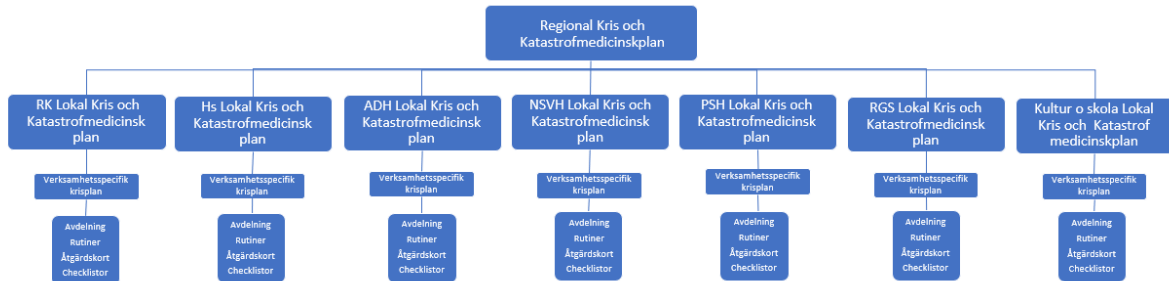 Regional Kris och
Katastrofmedicinskplan
RK Lokal Kris och
Katastrofmedicinsk
plan
Hs Lokal Kris och
Katastrofmedicinsk
plan
ADH Lokal Kris och
Katastrofmedicinsk
plan
NSVH Lokal Kris och
Katastrofmedicinsk
plan
PSH Lokal Kris och
Katastrofmedicinsk
plan
RGS Lokal Kris och
Katastrofmedicinsk
plan
Kultur o skola Lokal
Kris och Katastrof
medicinskplan
Verksamhetsspecifik
krisplan
Verksamhetsspecifik
krisplan
Verksamhetsspecifik
krisplan
Verksamhetsspecifik
krisplan
Verksamhetsspecifik
krisplan
Verksamhetsspecifik
krisplan
Verksamhetsspecifik
krisplan
Avdelning
Rutiner
Åtgärdskort
Checklistor
Avdelning
Rutiner
Åtgärdskort
Checklistor
Avdelning
Rutiner
Åtgärdskort
Checklistor
Avdelning
Rutiner
Åtgärdskort
Checklistor
Avdelning
Rutiner
Åtgärdskort
Checklistor
Avdelning
Rutiner
Åtgärdskort
Checklistor
Avdelning
Rutiner
Åtgärdskort
Checklistor